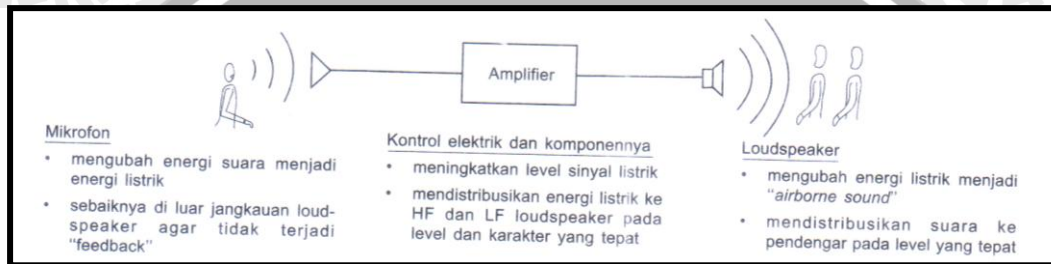 Amplifier
Mikrofon
• mengubah energi suara menjadi
energi listrik
• sebaiknya di luar jangkauan loud-
speaker agar tidak terjadi
"feedback"
Kontrol elektrik dan komponennya
• meningkatkan level sinyal listrik
• mendistribusikan energi listrik ke
HF dan LF loudspeaker pada
level dan karakter yang tepat
Loudspeaker
• mengubah energi listrik menjadi
"airborne sound"
• mendistribusikan suara ke
pendengar pada level yang tepat